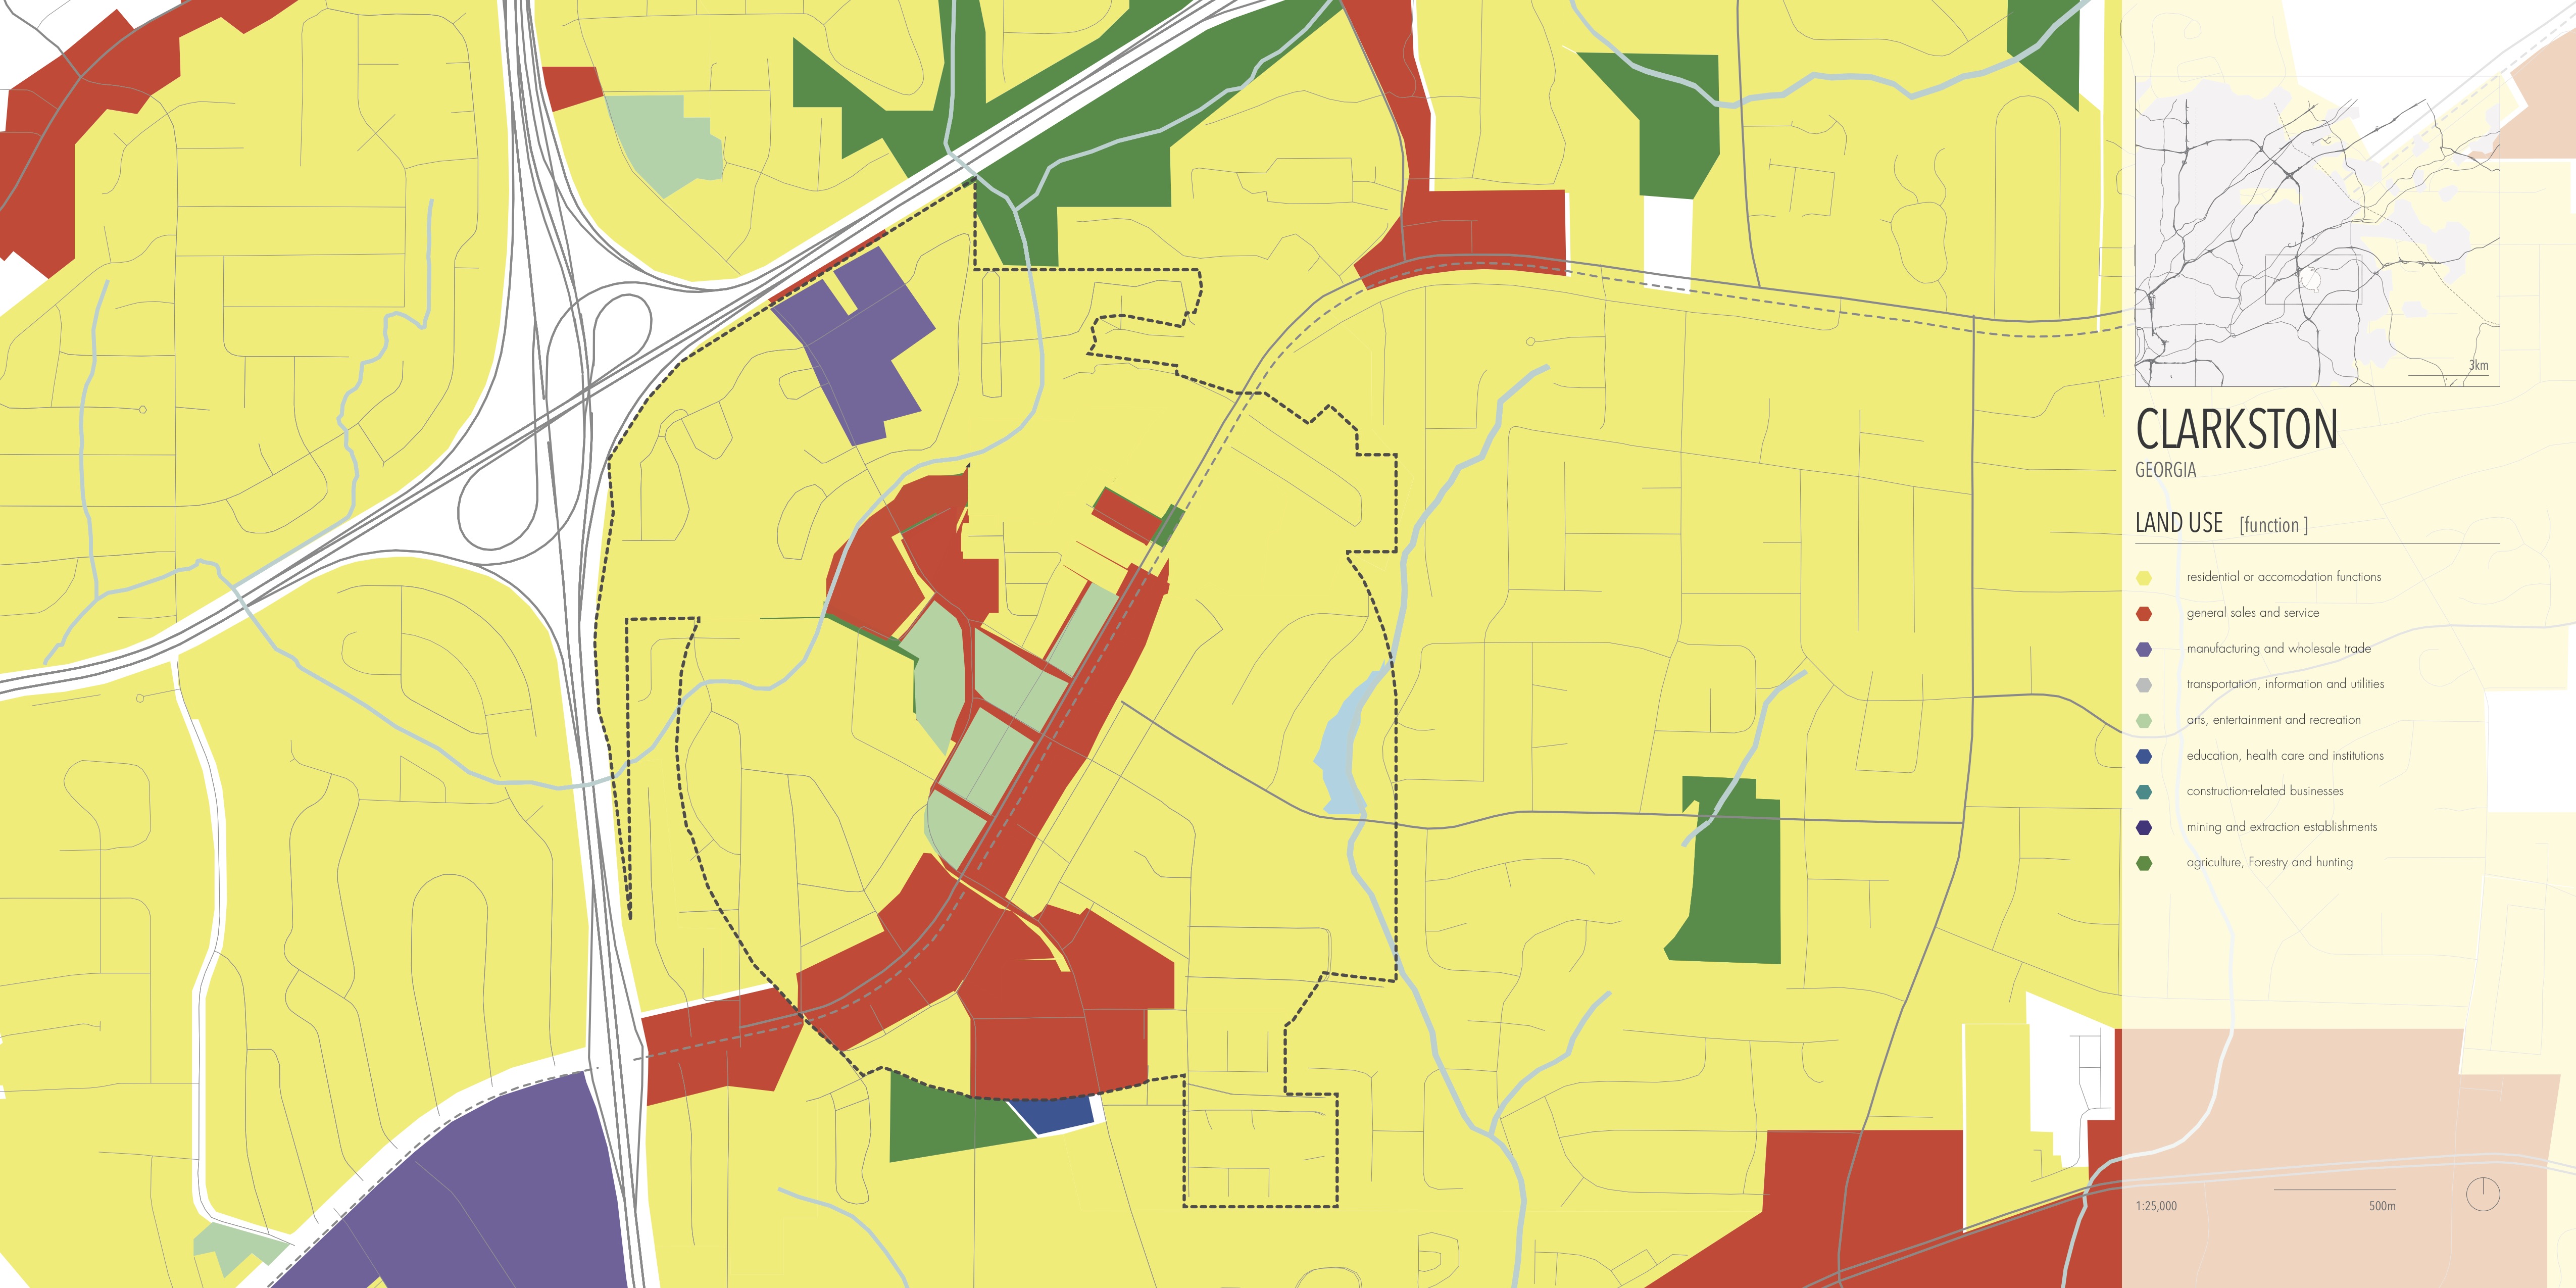 3km
CLARKSTON
GEORGIA
LAND USE [function ]
residential or accomodation functions
general sales and service
manufacturing and wholesale trade
transportation, information and utilities
arts, entertainment and recreation
education, health care and institutions
construction-related businesses
mining and extraction establishments
agriculture, Forestry and hunting
1:25,000
500m